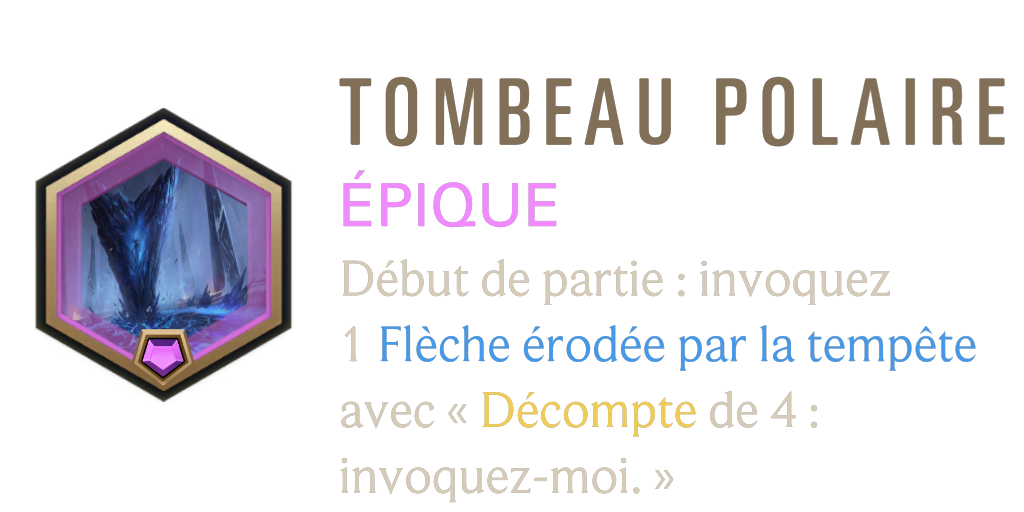 TOMBEAU POLAIRE
ÉPIQUE
Début de partie : invoquez
1 Flèche érodée par la tempête
avec « Décompte de 4 :
invoquez-moi. »